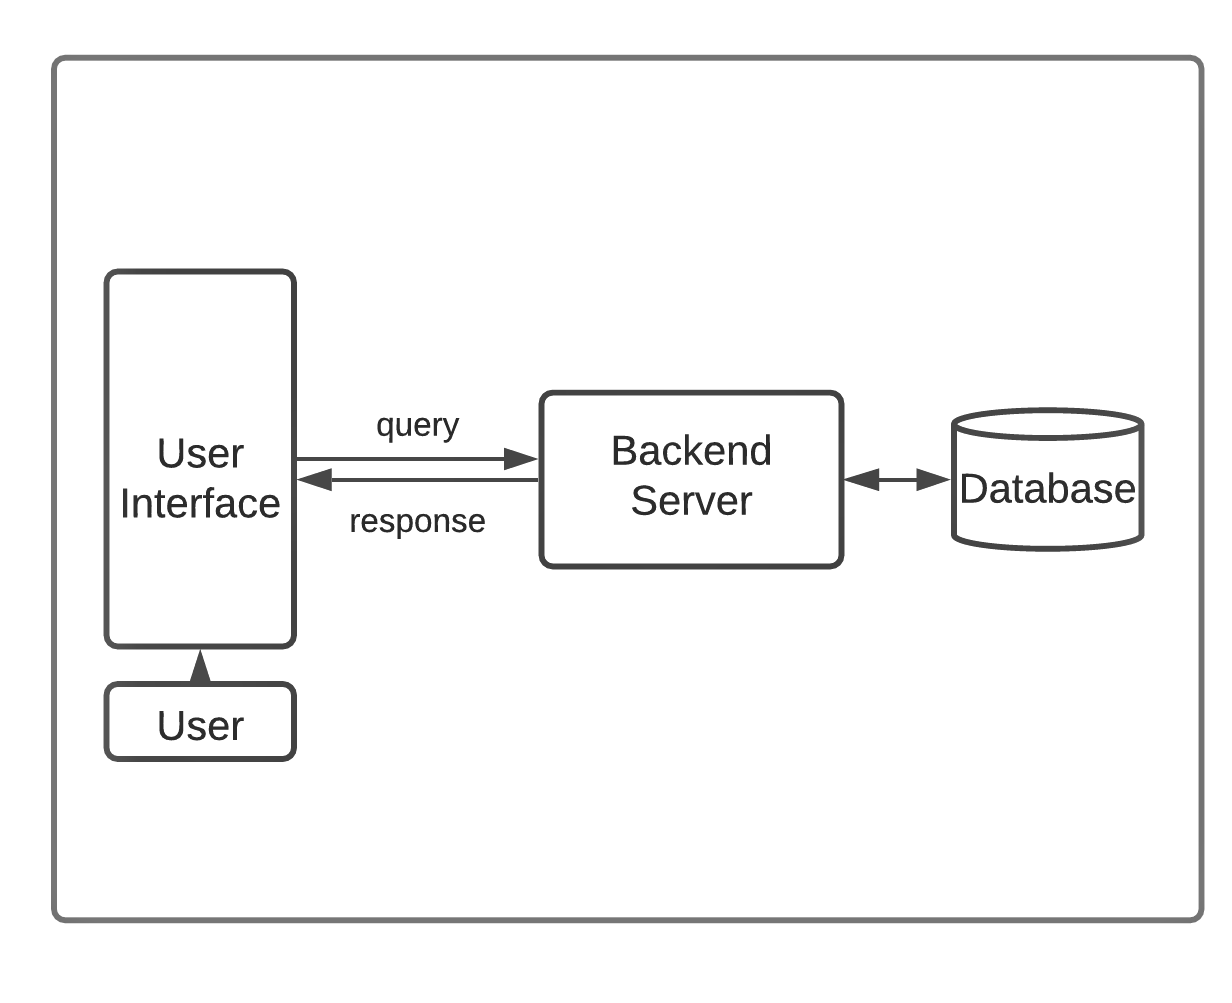 User
Interface
query
response
Backend
Server
Database
User